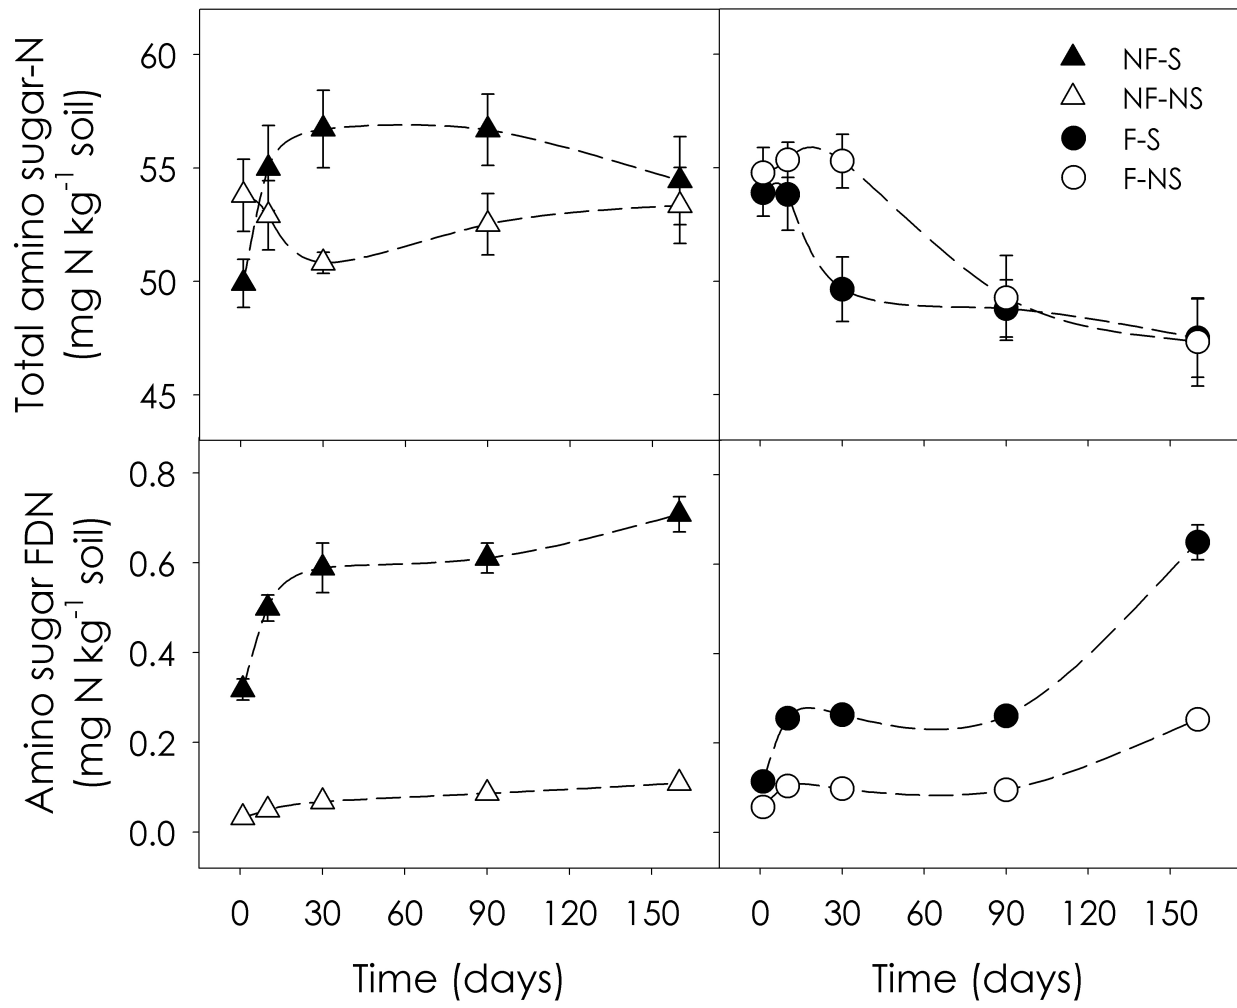 Total amino sugar-N
(mg N kg⁻¹ soil)
60
55
50
45
NF-S
NF-NS
F-S
F-NS
Amino sugar FDN
(mg N kg⁻¹ soil)
0.8
0.6
0.4
0.2
0.0
0 30 90 120 150
0 30 90 120 150
Time (days)
Time (days)